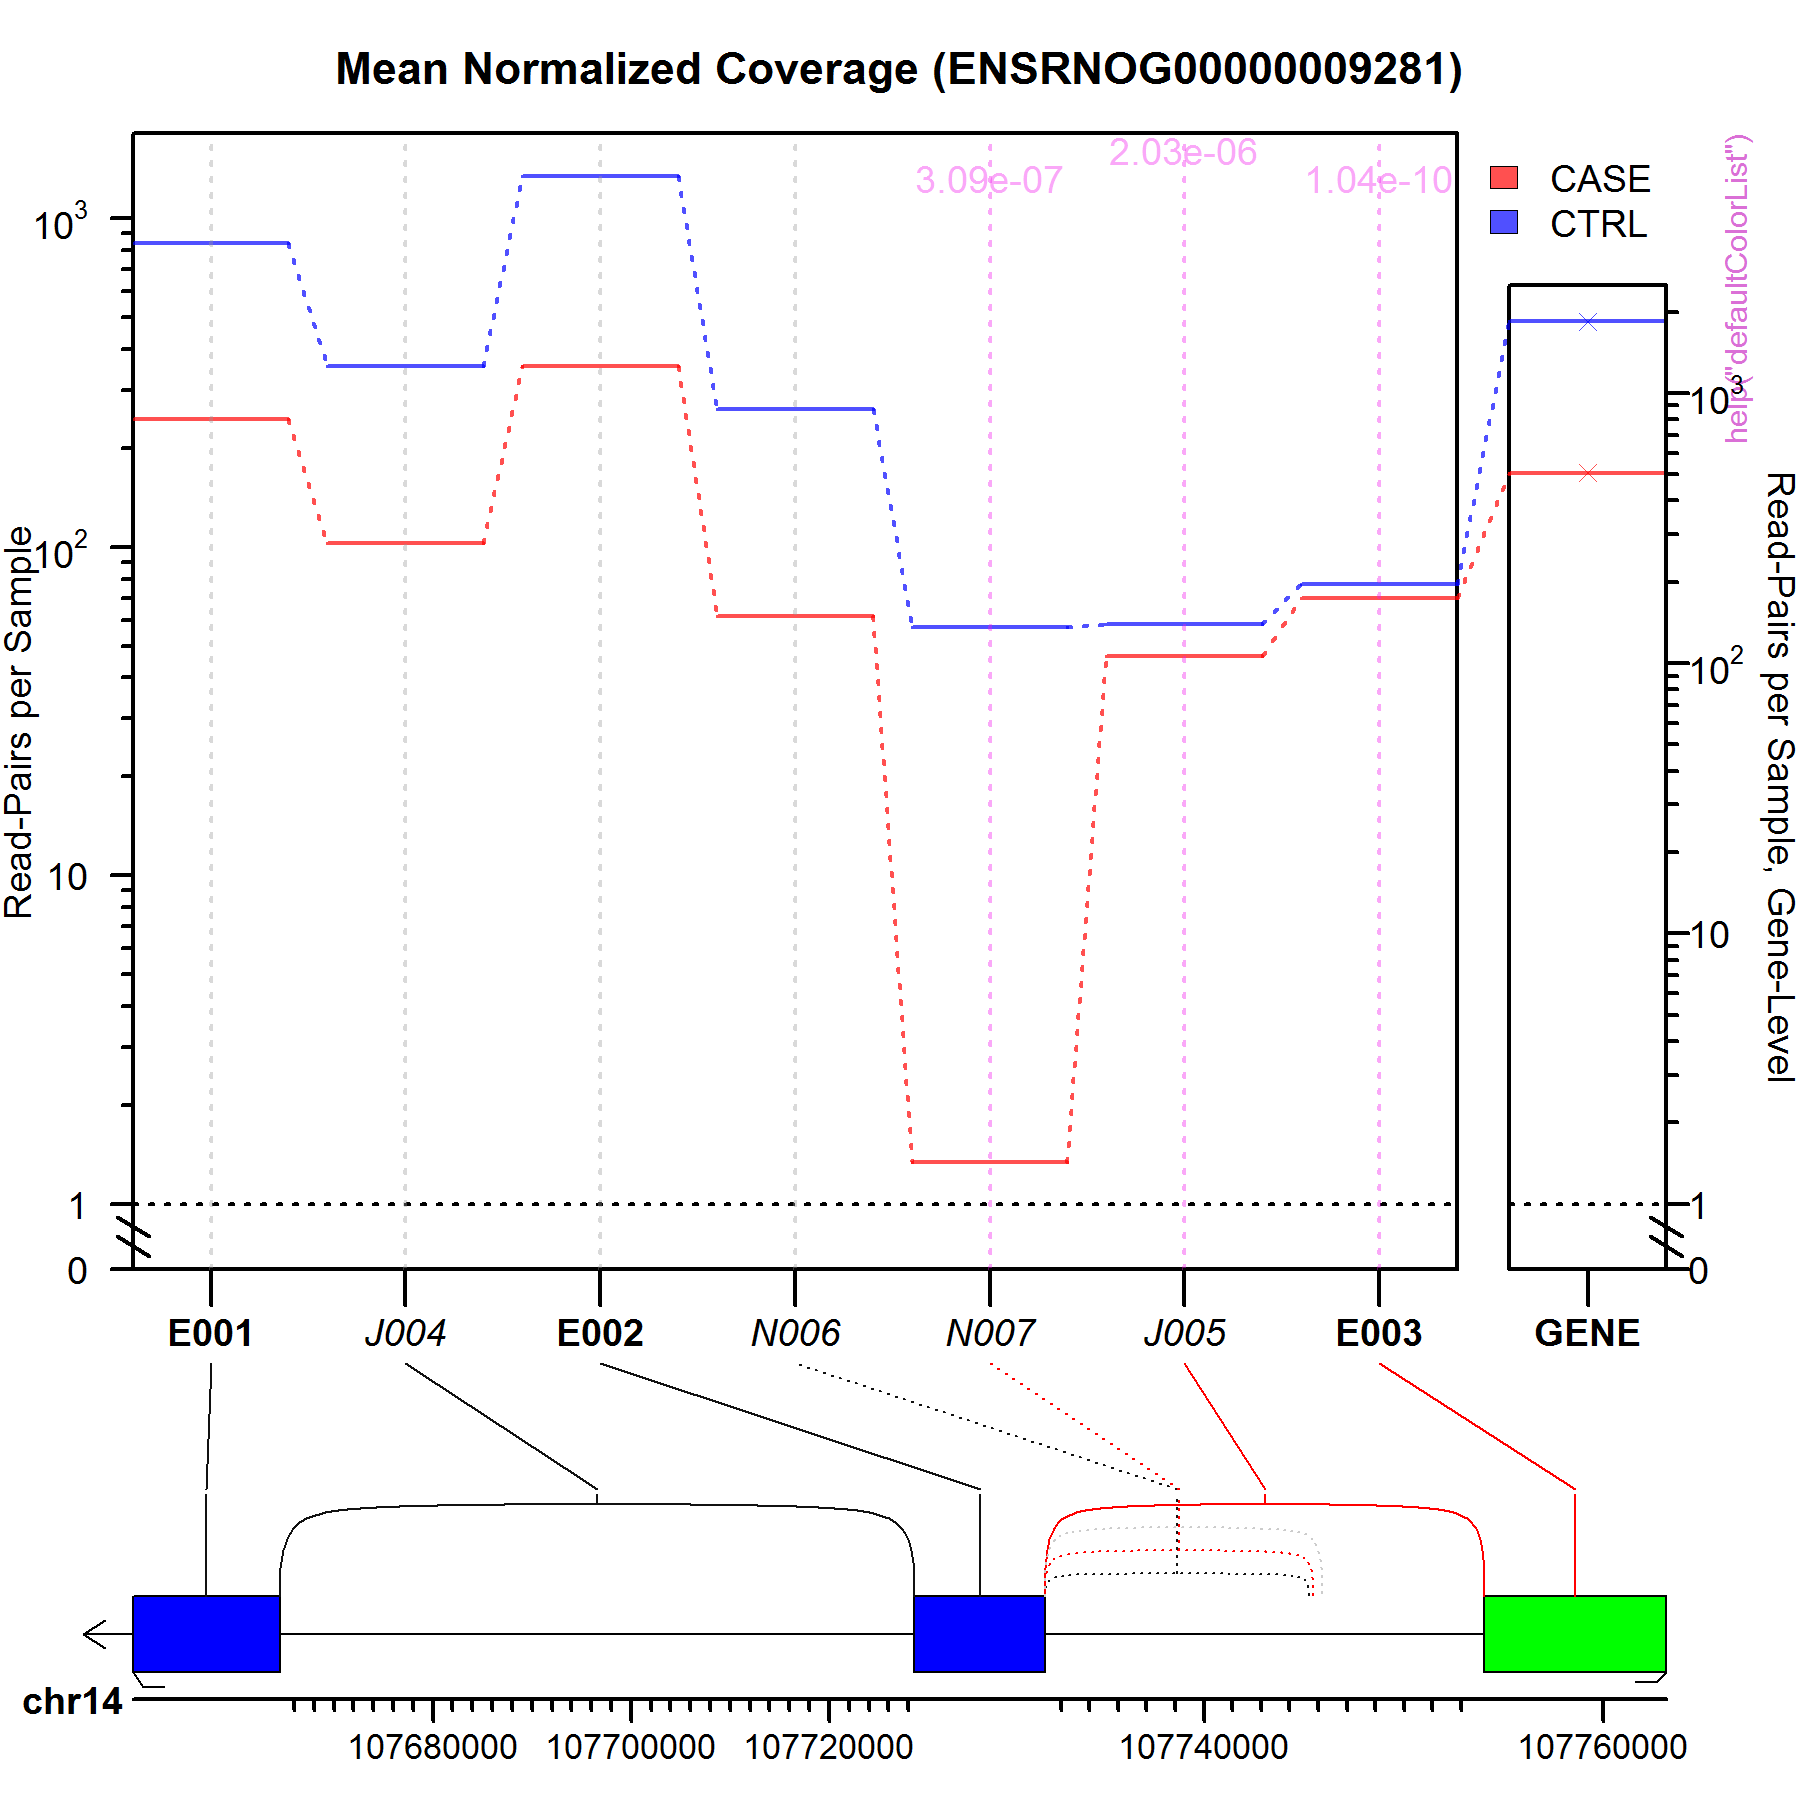 Mean Normalized Coverage (ENSRNOG00000009281)
3.09e-07
2.03e-06
1.04e-10
CASE
CTRL
help("defaultColorList")
Read-Pairs per Sample
10³
10²
10
1
0
10³
10²
10
1
0
Read-Pairs per Sample, Gene-Level
E001 J004 E002 N006 N007 J005 E003 GENE
chr14
107680000 107700000 107720000 107740000 107760000